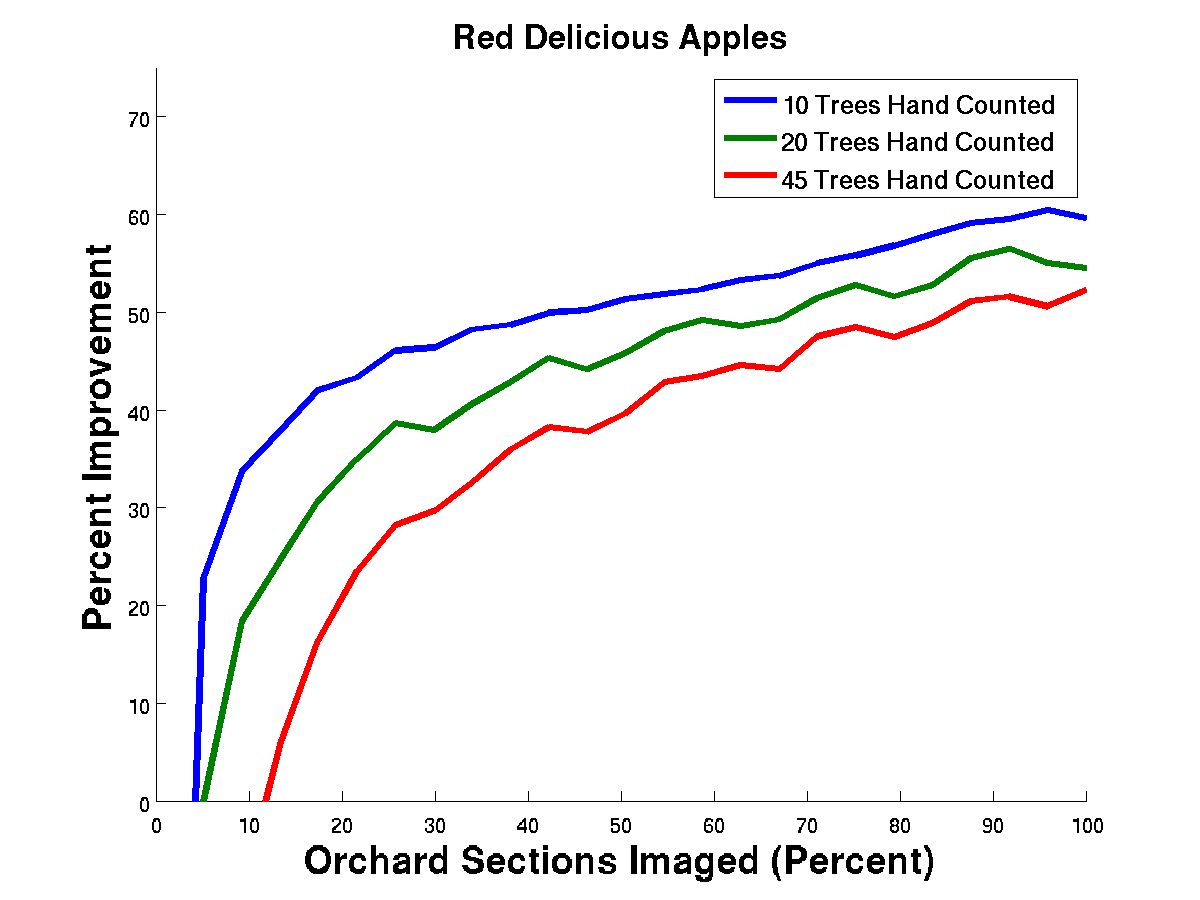 Red Delicious Apples
10 Trees Hand Counted
20 Trees Hand Counted
45 Trees Hand Counted
Percent Improvement
70
60
50
40
30
20
10
0
0 10 20 30 40 50 60 70 80 90 100
Orchard Sections Imaged (Percent)